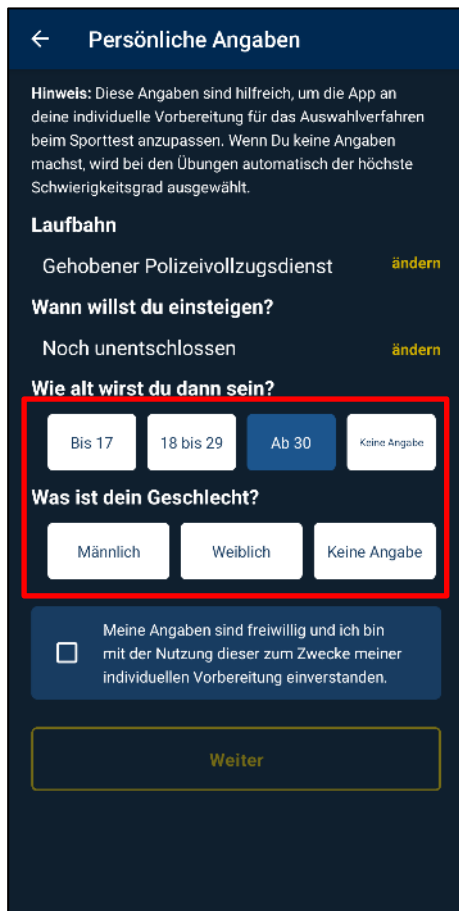 Persönliche Angaben
Hinweis: Diese Angaben sind hilfreich, um die App an
deine individuelle Vorbereitung für das Auswahlverfahren
beim Sporttest anzupassen. Wenn Du keine Angaben
machst, wird bei den Übungen automatisch der höchste
Schwierigkeitsgrad ausgewählt.
Laufbahn
Gehobener Polizeivollzugsdienst ändern
Wann willst du einsteigen?
Noch unentschlossen ändern
Wie alt wirst du dann sein?
Bis 17 18 bis 29 Ab 30 Keine Angabe
Was ist dein Geschlecht?
Männlich Weiblich Keine Angabe
Meine Angaben sind freiwillig und ich bin
mit der Nutzung dieser zum Zwecke meiner
individuellen Vorbereitung einverstanden.
Weiter